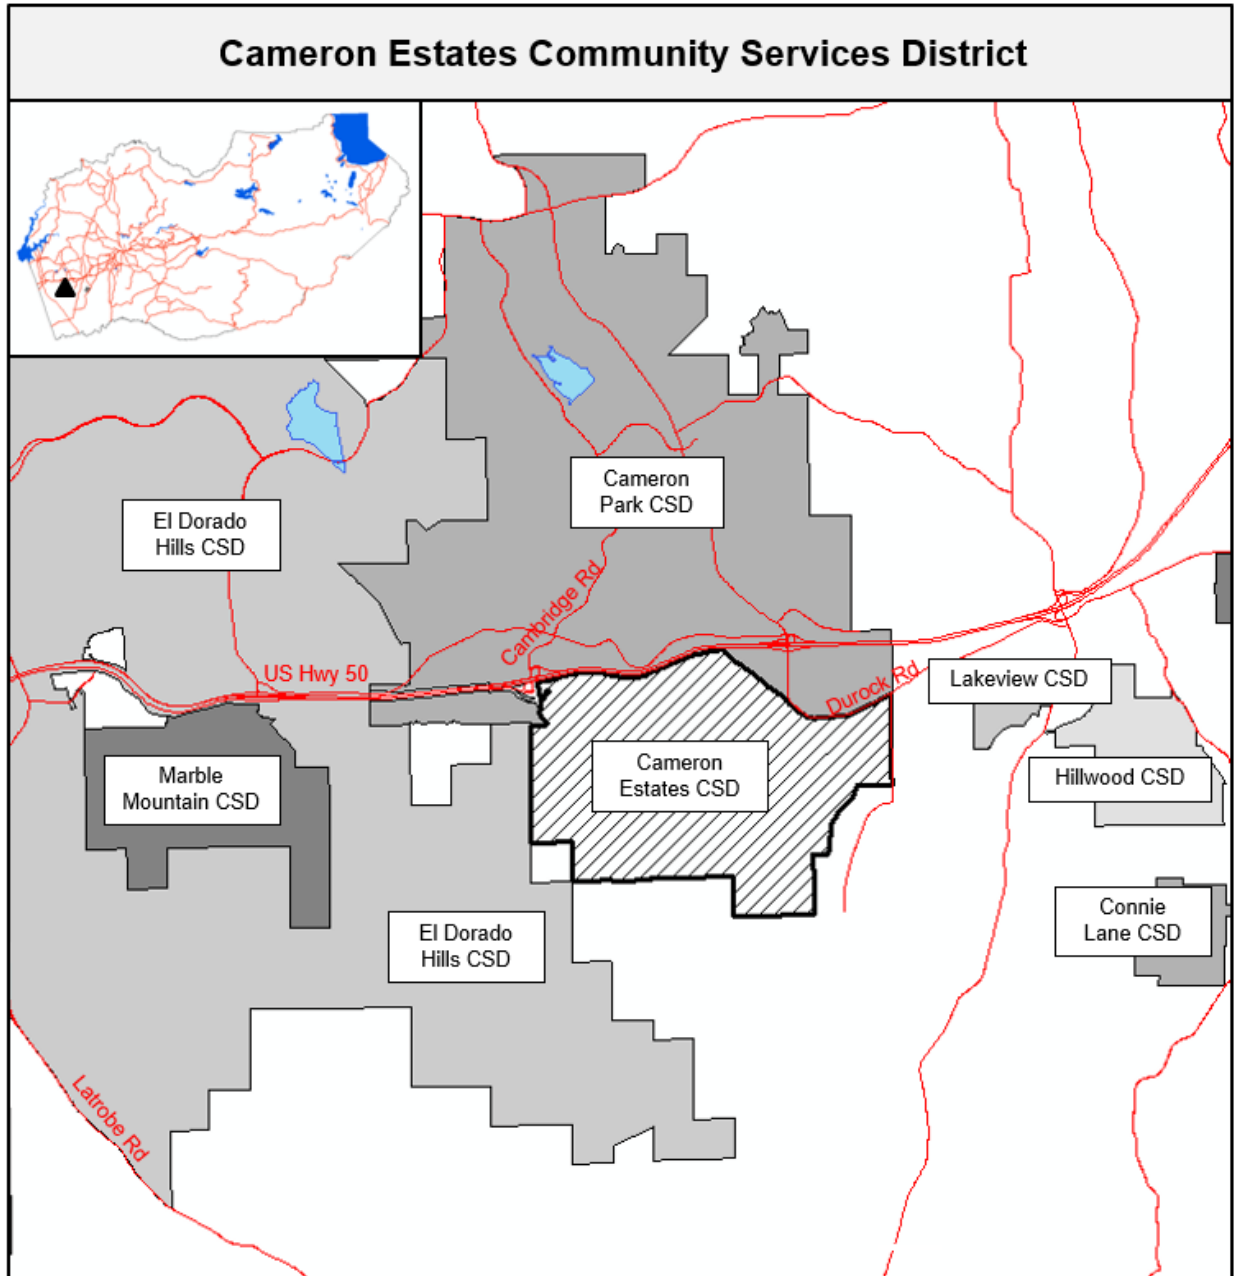 Cameron Estates Community Services District
Cameron
Park CSD
El Dorado
Hills CSD
Cambridge Rd
US Hwy 50
Lakeview CSD
Durock Rd
Marble
Mountain CSD
Cameron
Estates CSD
Hillwood CSD
El Dorado
Hills CSD
Connie
Lane CSD
Latrobe Rd